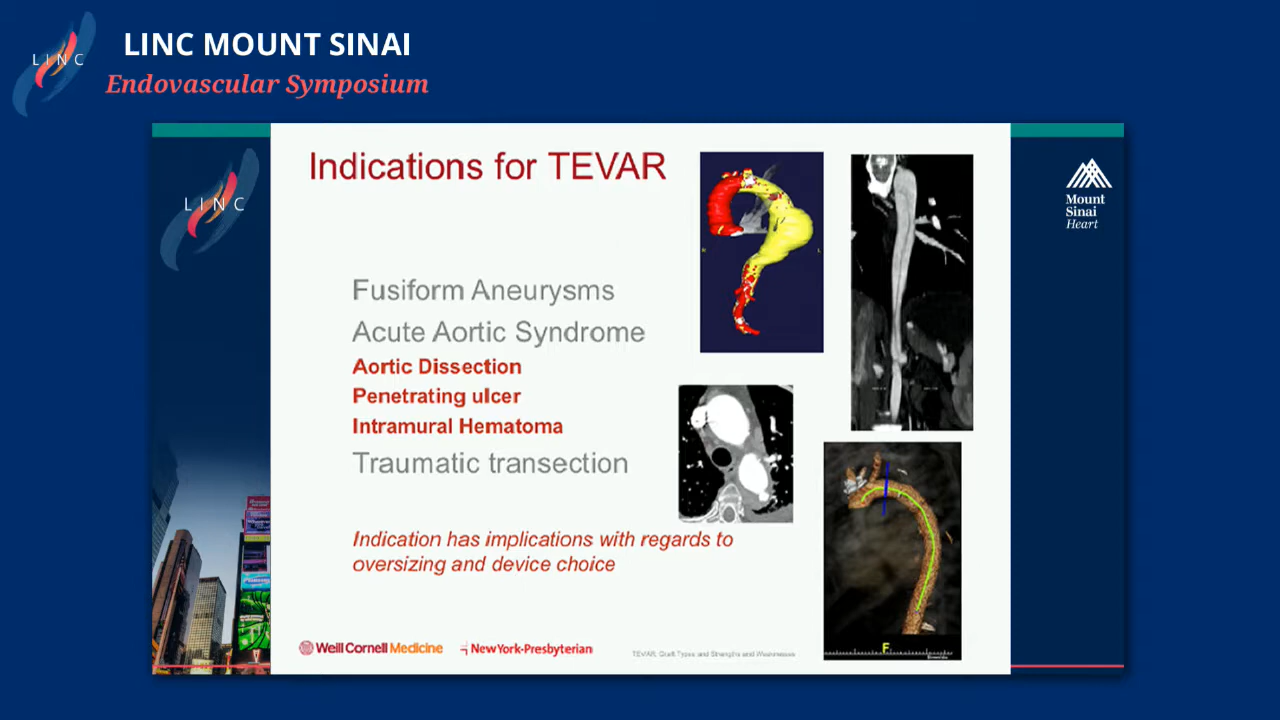 LINC
LINC MOUNT SINAI
Endovascular Symposium
LINC
Indications for TEVAR
Mount
Sinai
Heart
Fusiform Aneurysms
Acute Aortic Syndrome
Aortic Dissection
Penetrating ulcer
Intramural Hematoma
Traumatic transection
Indication has implications with regards to
oversizing and device choice
Weill Cornell Medicine
NewYork-Presbyterian
TEVAR: Graft Types and Strengths and Weaknesses
F